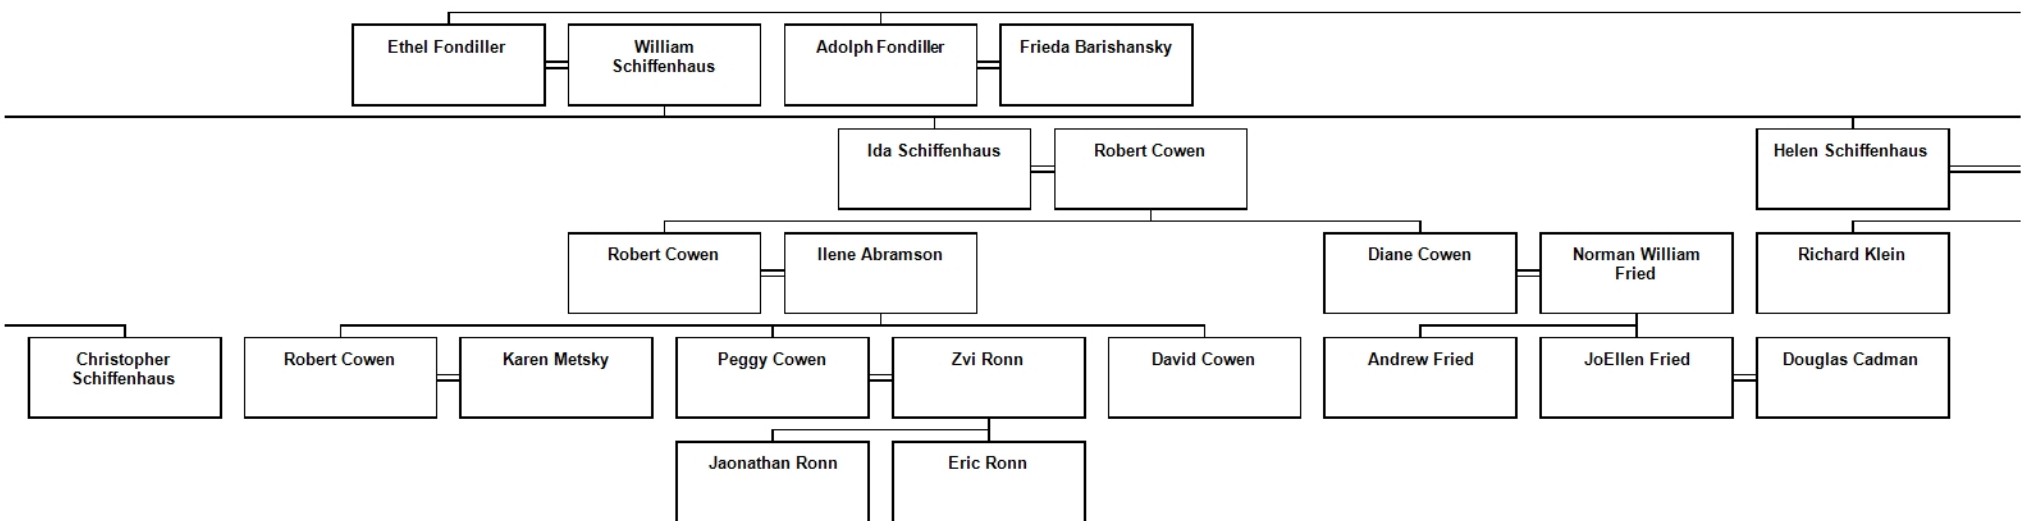 Ethel Fondiller
William
Schiffenhaus
Adolph Fondiller
Frieda Barishansky
Ida Schiffenhaus
Robert Cowen
Helen Schiffenhaus
Robert Cowen
Ilene Abramson
Diane Cowen
Norman William
Fried
Richard Klein
Christopher
Schiffenhaus
Robert Cowen
Karen Metsky
Peggy Cowen
Zvi Ronn
David Cowen
Andrew Fried
JoEllen Fried
Douglas Cadman
Jaonathan Ronn
Eric Ronn